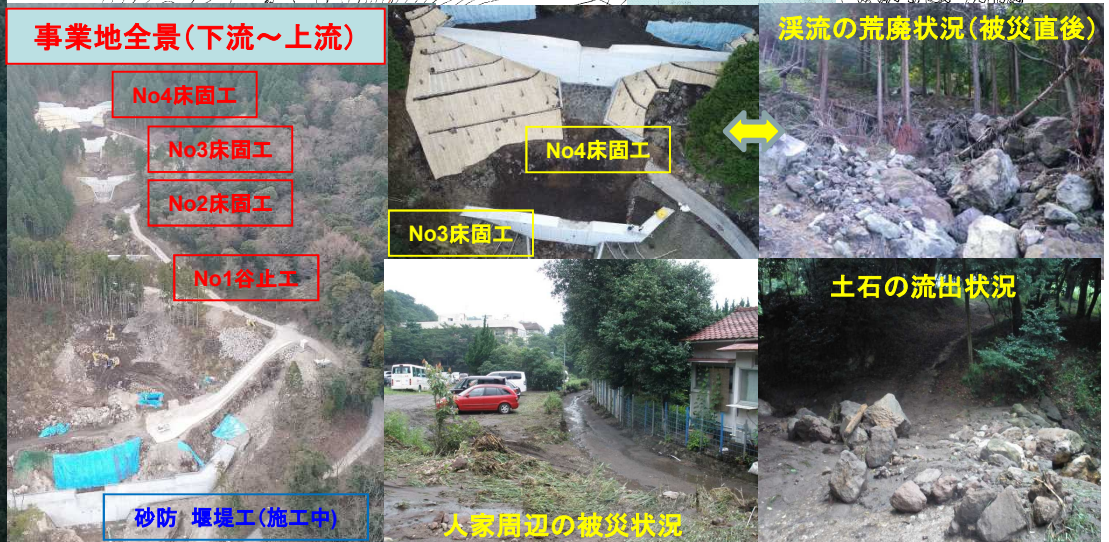 事業地全景(下流～上流)
No4床固工
No3床固工
No2床固工
No1谷止工
砂防 堰堤工(施工中)
No4床固工
No3床固工
渓流の荒廃状況(被災直後)
人家周辺の被災状況
土石の流出状況